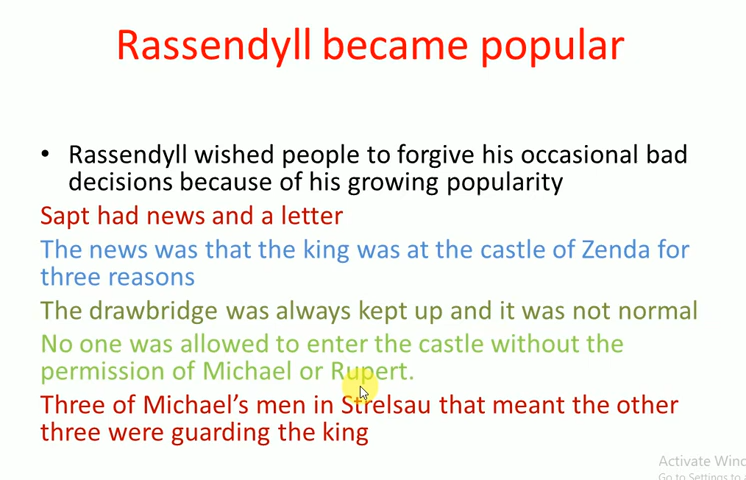 Rassendyll became popular
• Rassendyll wished people to forgive his occasional bad
decisions because of his growing popularity
Sapt had news and a letter
The news was that the king was at the castle of Zenda for
three reasons
The drawbridge was always kept up and it was not normal
No one was allowed to enter the castle without the
permission of Michael or Rupert.
Three of Michael's men in Strelsau that meant the other
three were guarding the king
Activate Wind
Go to Settings to